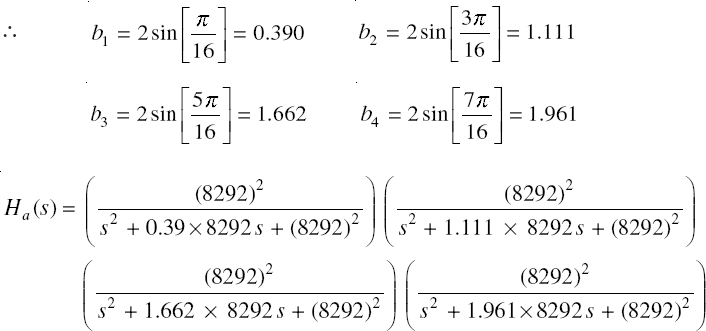 ∴ b₁ = 2 sin[π/16] = 0.390 b₂ = 2 sin[3π/16] = 1.111
b₃ = 2 sin[5π/16] = 1.662 b₄ = 2 sin[7π/16] = 1.961
Hₐ(s) = ((8292)² / (s² + 0.39 × 8292 s + (8292)²)) ((8292)² / (s² + 1.111 × 8292 s + (8292)²))
((8292)² / (s² + 1.662 × 8292 s + (8292)²)) ((8292)² / (s² + 1.961 × 8292 s + (8292)²))